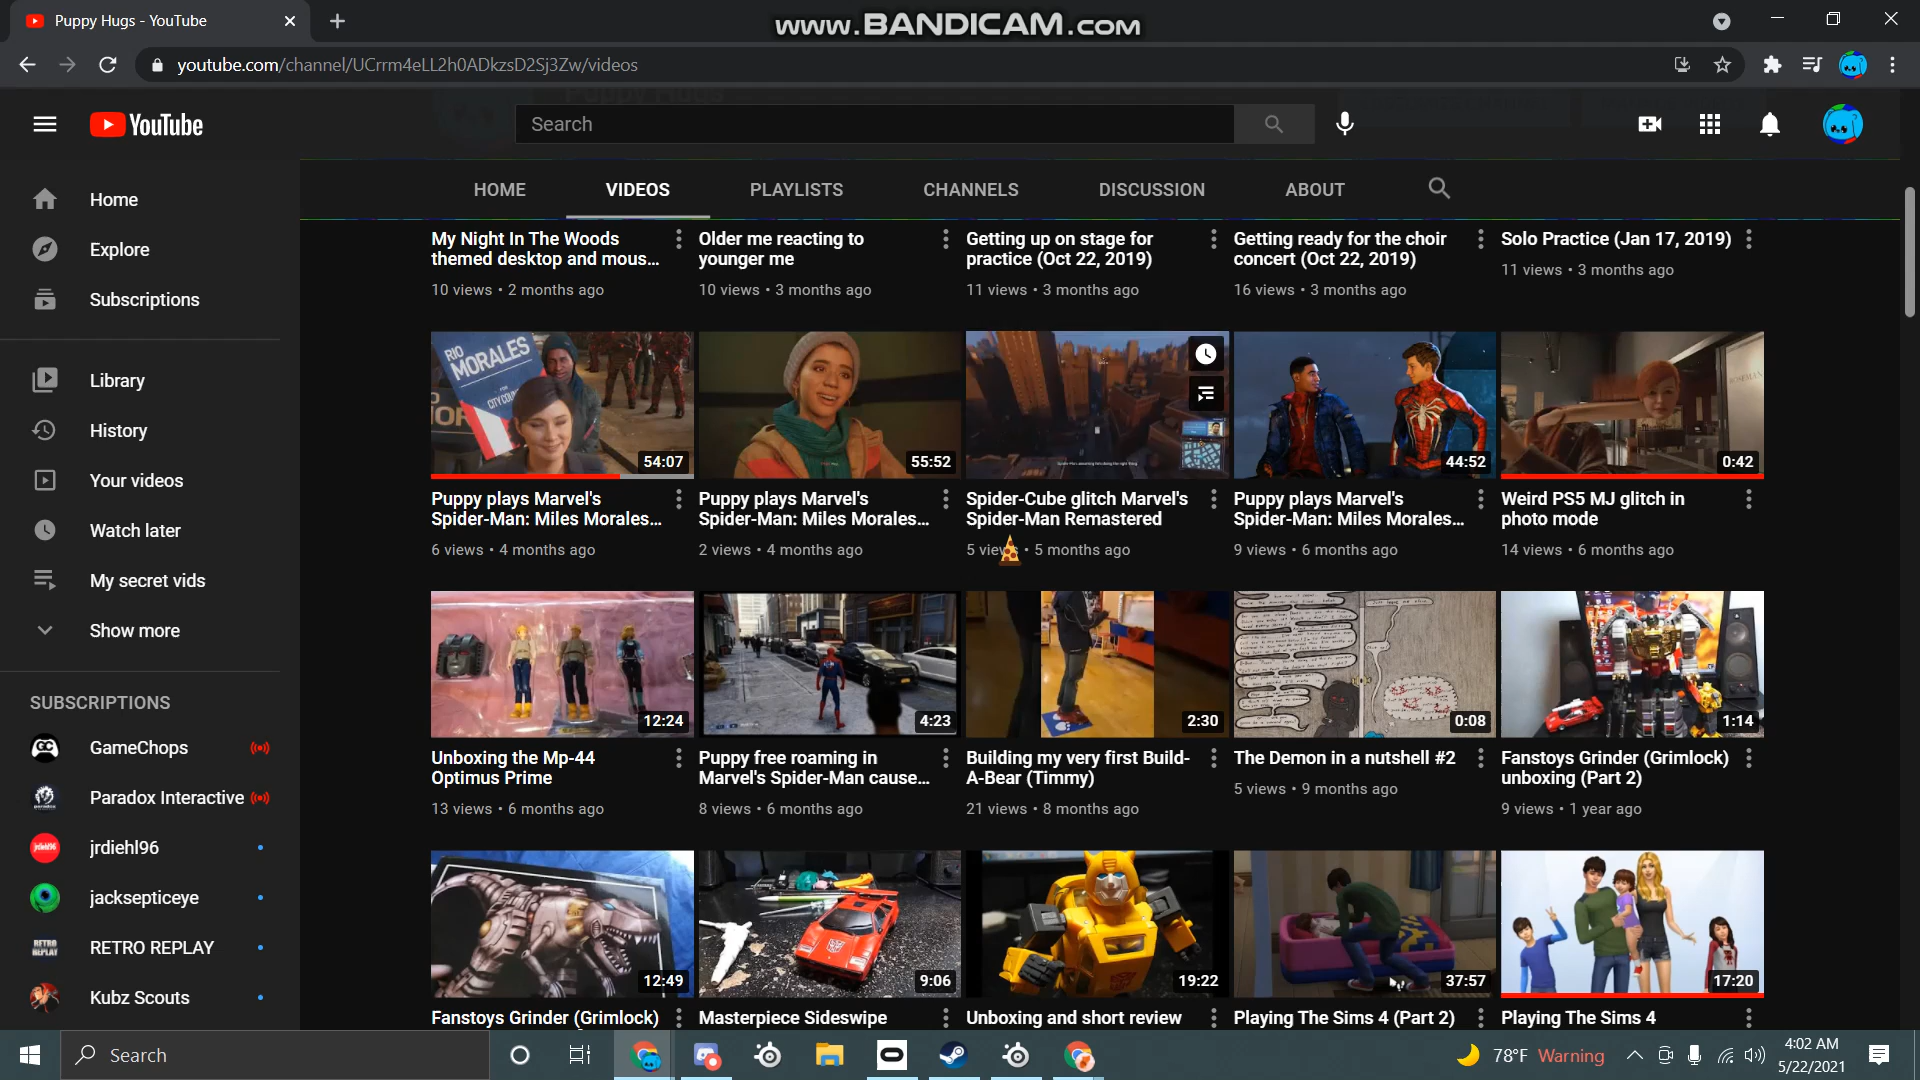 Puppy Hugs - YouTube
www.BANDICAM.com
youtube.com/channel/UCrrm4eLL2h0ADkzsD2Sj3Zw/videos
YouTube
Search
HOME
VIDEOS
PLAYLISTS
CHANNELS
DISCUSSION
ABOUT
Home
Explore
Subscriptions
Library
History
Your videos
Watch later
My secret vids
Show more
SUBSCRIPTIONS
GameChops
Paradox Interactive
jrdiehl96
jacksepticeye
RETRO REPLAY
Kubz Scouts
My Night In The Woods
themed desktop and mous...
10 views • 2 months ago
Older me reacting to
younger me
10 views • 3 months ago
Getting up on stage for
practice (Oct 22, 2019)
11 views • 3 months ago
Getting ready for the choir
concert (Oct 22, 2019)
16 views • 3 months ago
Solo Practice (Jan 17, 2019)
11 views • 3 months ago
RIO
MORALES
54:07
Puppy plays Marvel's
Spider-Man: Miles Morales...
6 views • 4 months ago
55:52
Puppy plays Marvel's
Spider-Man: Miles Morales...
2 views • 4 months ago
Spider-Cube glitch Marvel's
Spider-Man Remastered
5 views • 5 months ago
44:52
Puppy plays Marvel's
Spider-Man: Miles Morales...
9 views • 6 months ago
0:42
Weird PS5 MJ glitch in
photo mode
14 views • 6 months ago
12:24
Unboxing the Mp-44
Optimus Prime
13 views • 6 months ago
4:23
Puppy free roaming in
Marvel's Spider-Man cause...
8 views • 6 months ago
2:30
Building my very first Build-
A-Bear (Timmy)
21 views • 8 months ago
0:08
The Demon in a nutshell #2
5 views • 9 months ago
1:14
Fanstoys Grinder (Grimlock)
unboxing (Part 2)
9 views • 1 year ago
12:49
Fanstoys Grinder (Grimlock)
9:06
Masterpiece Sideswipe
19:22
Unboxing and short review
37:57
Playing The Sims 4 (Part 2)
17:20
Playing The Sims 4
Search
78°F Warning
4:02 AM
5/22/2021